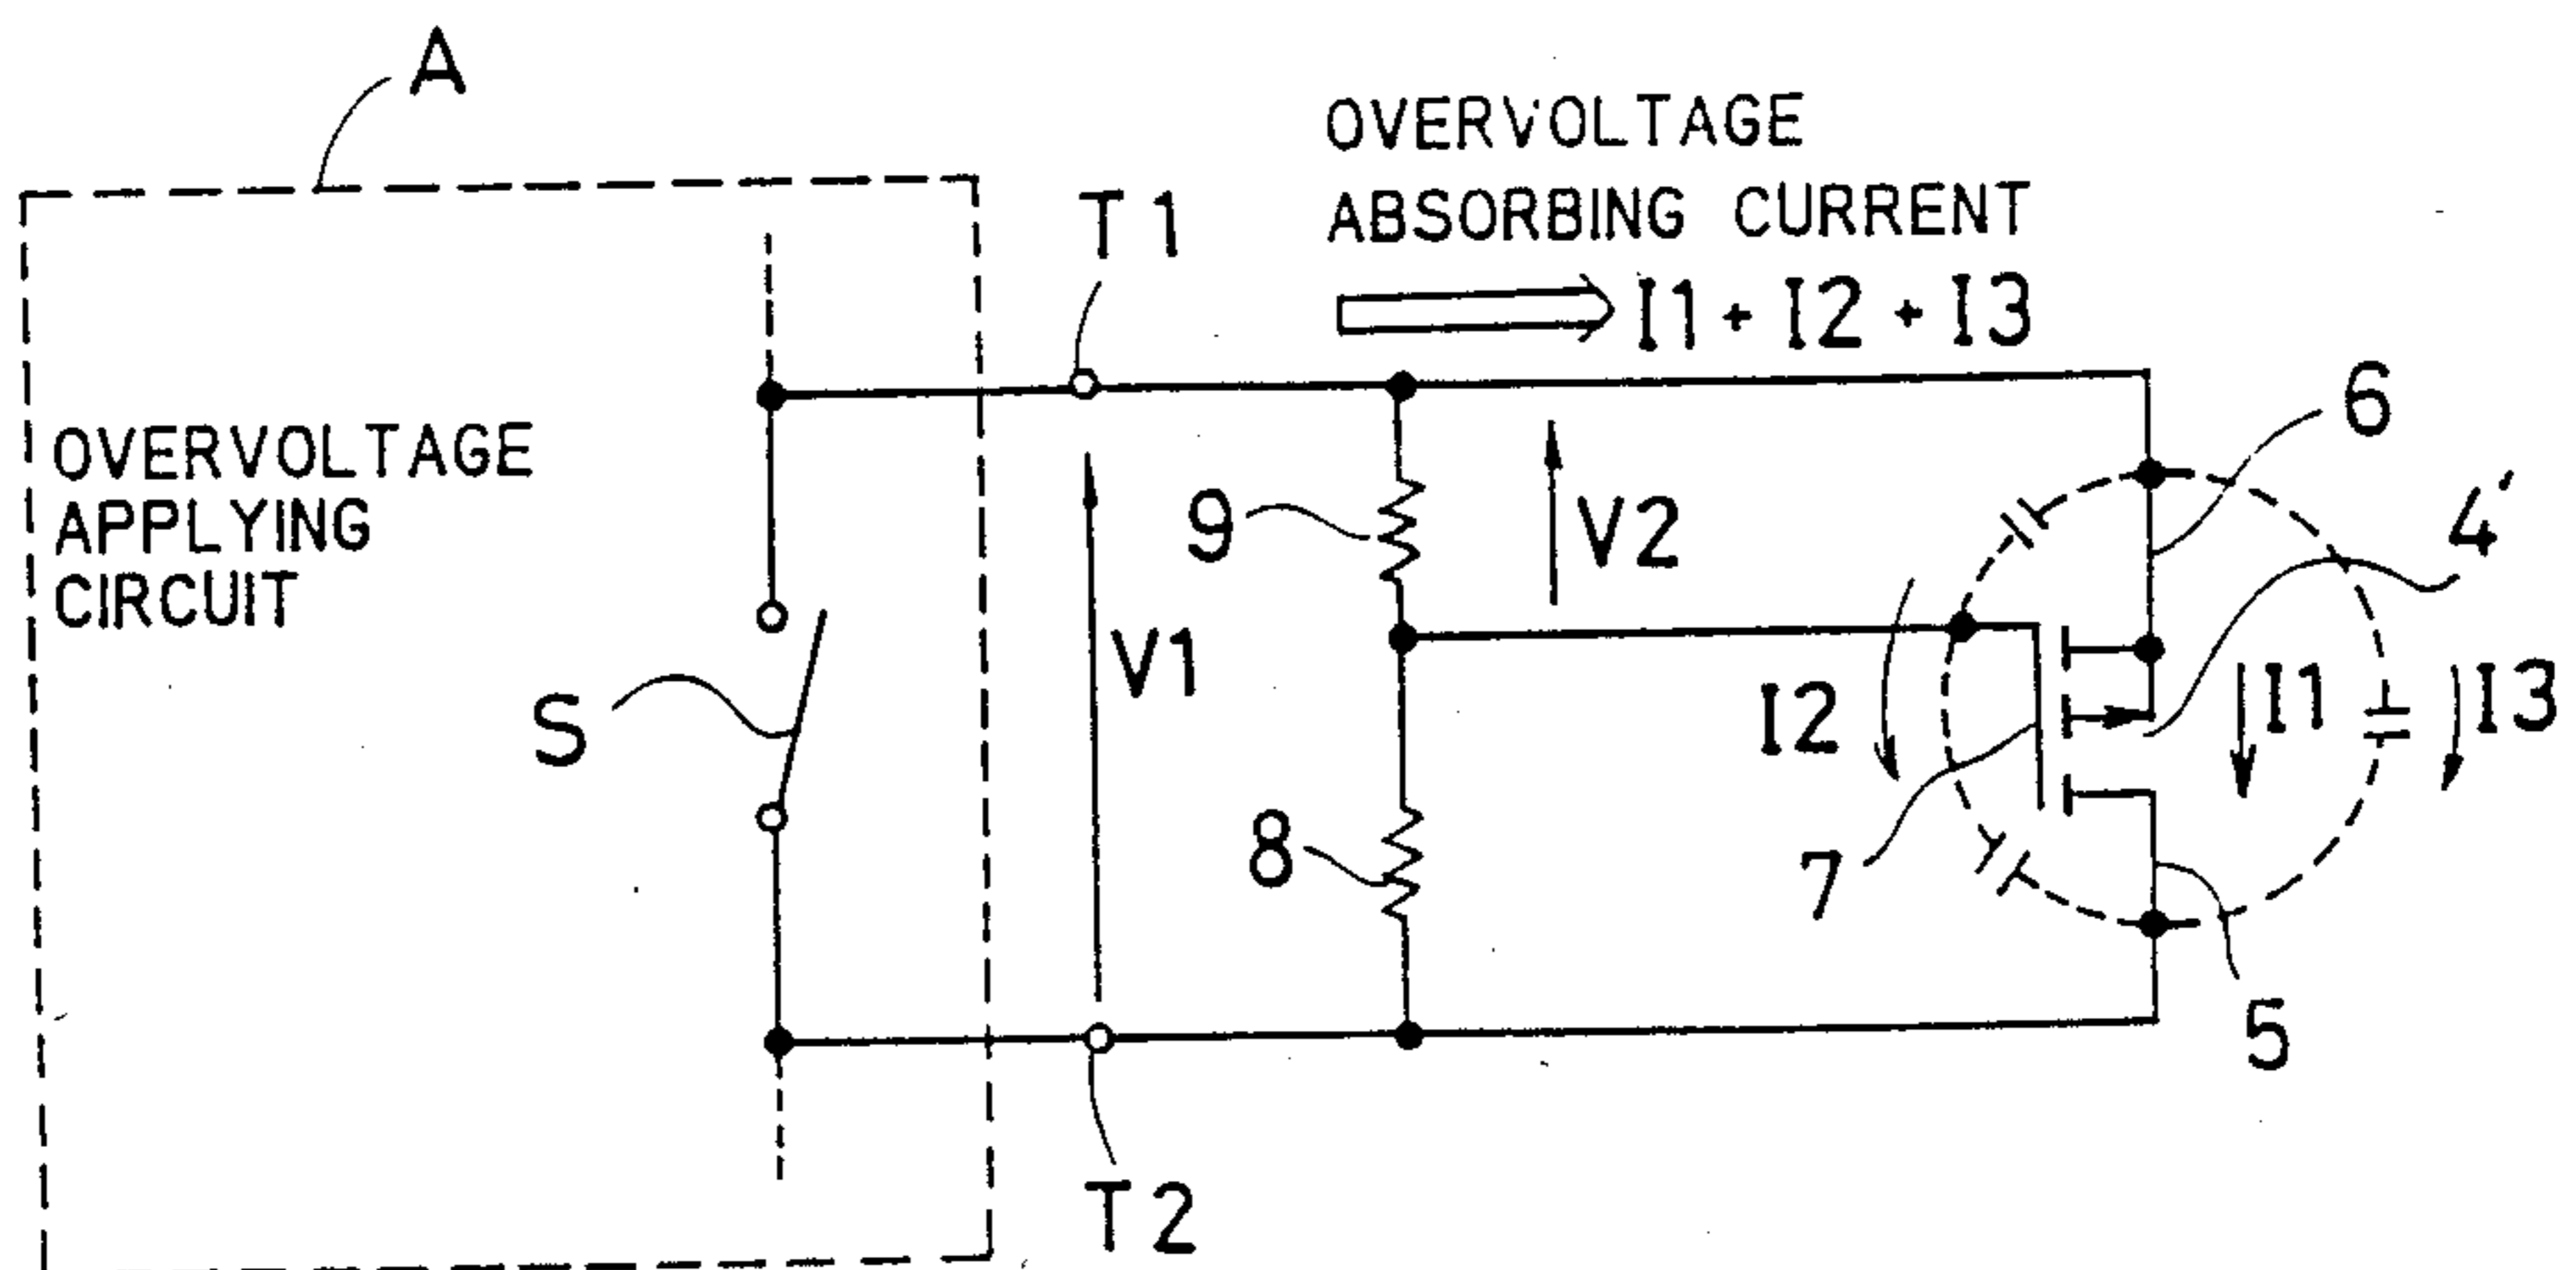 A
OVERVOLTAGE
ABSORBING CURRENT
I1 + I2 + I3
T1
OVERVOLTAGE
APPLYING
CIRCUIT
S
V1
9
V2
8
6
4'
I2
7
I1
I3
5
T2